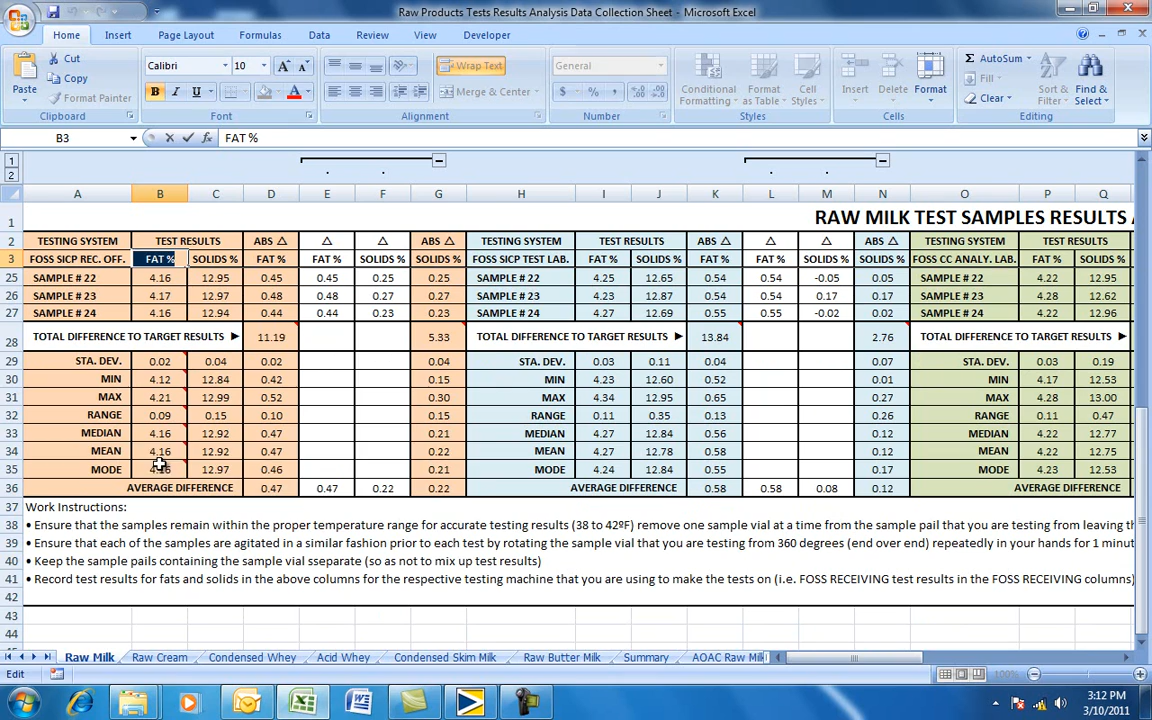 Raw Products Tests Results Analysis Data Collection Sheet - Microsoft Excel
Home Insert Page Layout Formulas Data Review View Developer
Paste Cut Copy Format Painter Calibri 10 Wrap Text Merge & Center General Conditional Formatting Format as Table Cell Styles Insert Delete Format AutoSum Fill Clear Sort & Filter Find & Select
Clipboard Font Alignment Number Styles Cells Editing
B3 FAT %
1
2
A B C D E F G H I J K L M N O P Q
1 RAW MILK TEST SAMPLES RESULTS
2 TESTING SYSTEM TEST RESULTS ABS △ △ △ ABS △ TESTING SYSTEM TEST RESULTS ABS △ △ △ ABS △ TESTING SYSTEM TEST RESULTS
3 FOSS SICP REC. OFF. FAT % SOLIDS % FAT % FAT % SOLIDS % SOLIDS % FOSS SICP TEST LAB. FAT % SOLIDS % FAT % FAT % SOLIDS % SOLIDS % FOSS CC ANALY. LAB. FAT % SOLIDS %
25 SAMPLE # 22 4.16 12.95 0.45 0.45 0.25 0.25 SAMPLE # 22 4.25 12.65 0.54 0.54 -0.05 0.05 SAMPLE # 22 4.22 12.95
26 SAMPLE # 23 4.17 12.97 0.48 0.48 0.27 0.27 SAMPLE # 23 4.23 12.87 0.54 0.54 0.17 0.17 SAMPLE # 23 4.28 12.62
27 SAMPLE # 24 4.16 12.94 0.44 0.44 0.23 0.23 SAMPLE # 24 4.27 12.69 0.55 0.55 -0.02 0.02 SAMPLE # 24 4.22 12.96
28 TOTAL DIFFERENCE TO TARGET RESULTS ► 11.19 5.33 TOTAL DIFFERENCE TO TARGET RESULTS ► 13.84 2.76 TOTAL DIFFERENCE TO TARGET RESULTS
29 STA. DEV. 0.02 0.04 0.02 0.04 STA. DEV. 0.03 0.11 0.04 0.07 STA. DEV. 0.03 0.19
30 MIN 4.12 12.84 0.42 0.15 MIN 4.23 12.60 0.52 0.01 MIN 4.17 12.53
31 MAX 4.21 12.99 0.52 0.30 MAX 4.34 12.95 0.65 0.27 MAX 4.28 13.00
32 RANGE 0.09 0.15 0.10 0.15 RANGE 0.11 0.35 0.13 0.26 RANGE 0.11 0.47
33 MEDIAN 4.16 12.92 0.47 0.21 MEDIAN 4.27 12.84 0.56 0.12 MEDIAN 4.22 12.77
34 MEAN 4.16 12.92 0.47 0.22 MEAN 4.27 12.78 0.58 0.12 MEAN 4.22 12.75
35 MODE 12.97 0.46 0.21 MODE 4.24 12.84 0.55 0.17 MODE 4.23 12.53
36 AVERAGE DIFFERENCE 0.47 0.47 0.22 0.22 AVERAGE DIFFERENCE 0.58 0.58 0.08 0.12 AVERAGE DIFFERENCE
37 Work Instructions:
38 • Ensure that the samples remain within the proper temperature range for accurate testing results (38 to 42ºF) remove one sample vial at a time from the sample pail that you are testing from leaving
39 • Ensure that each of the samples are agitated in a similar fashion prior to each test by rotating the sample vial that you are testing from 360 degrees (end over end) repeatedly in your hands for 1
40 • Keep the sample pails containing the sample vial sseparate (so as not to mix up test results)
41 • Record test results for fats and solids in the above columns for the respective testing machine that you are using to make the tests on (i.e. FOSS RECEIVING test results in the FOSS RECEIVING columns)
42
43
44
Raw Milk Raw Cream Condensed Whey Acid Whey Condensed Skim Milk Raw Butter Milk Summary AOAC Raw Milk
Edit 100%
3:12 PM
3/10/2011